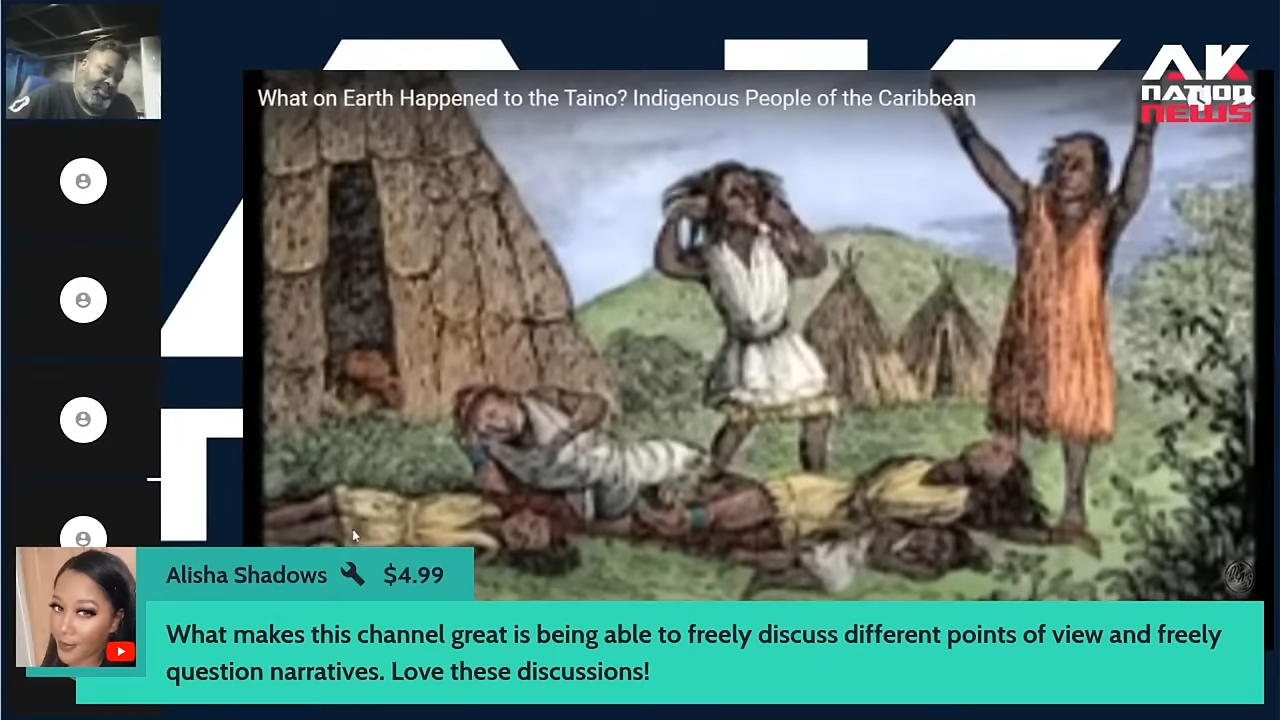 What on Earth Happened to the Taino? Indigenous People of the Caribbean
AK
NATION
NEWS
Alisha Shadows $4.99
What makes this channel great is being able to freely discuss different points of view and freely
question narratives. Love these discussions!